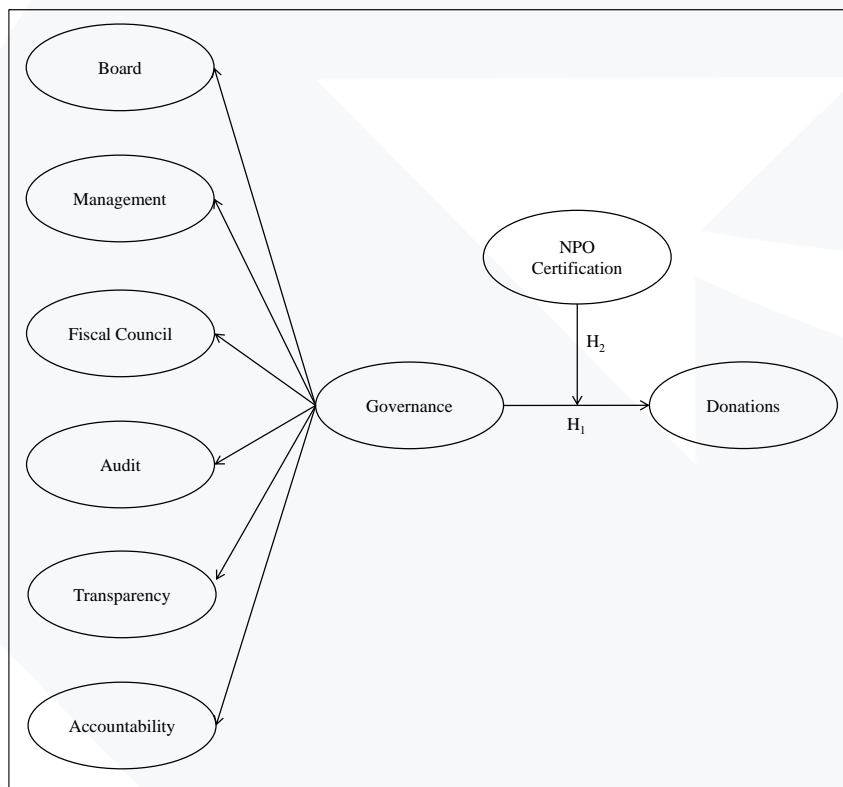 Board
Management
Fiscal Council
Audit
Transparency
Accountability
Governance
NPO
Certification
H₂
H₁
Donations